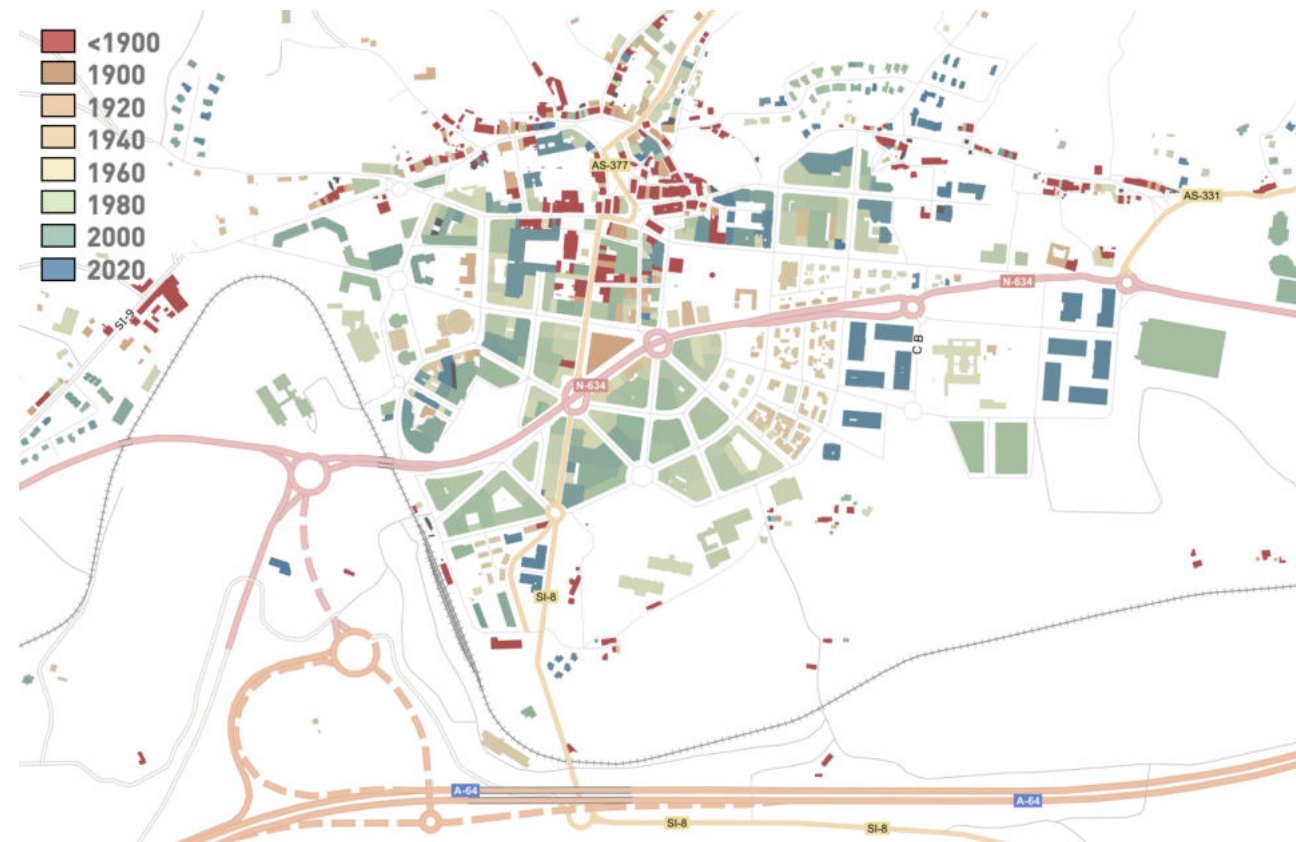 <1900
1900
1920
1940
1960
1980
2000
2020
AS-377
AS-331
N-634
SI-9
C B
N-634
SI-8
A-64
A-64
SI-8
SI-8